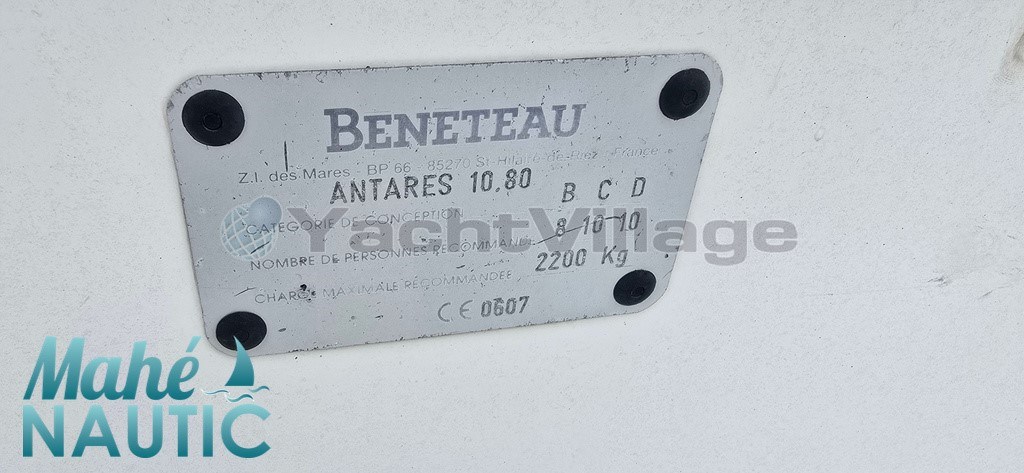 BENETEAU
Z.I. des Mares BP 66 - 85270 St-Hilaire-de-Riez - France
ANTARES 10.80
B C D
CATEGORIE DE CONCEPTION
8 10 10
NOMBRE DE PERSONNES RECOMMANDE
2200 Kg
CHARGE MAXIMALE RECOMMANDEE
CE 0607
YachtVillage
Mahé
NAUTIC